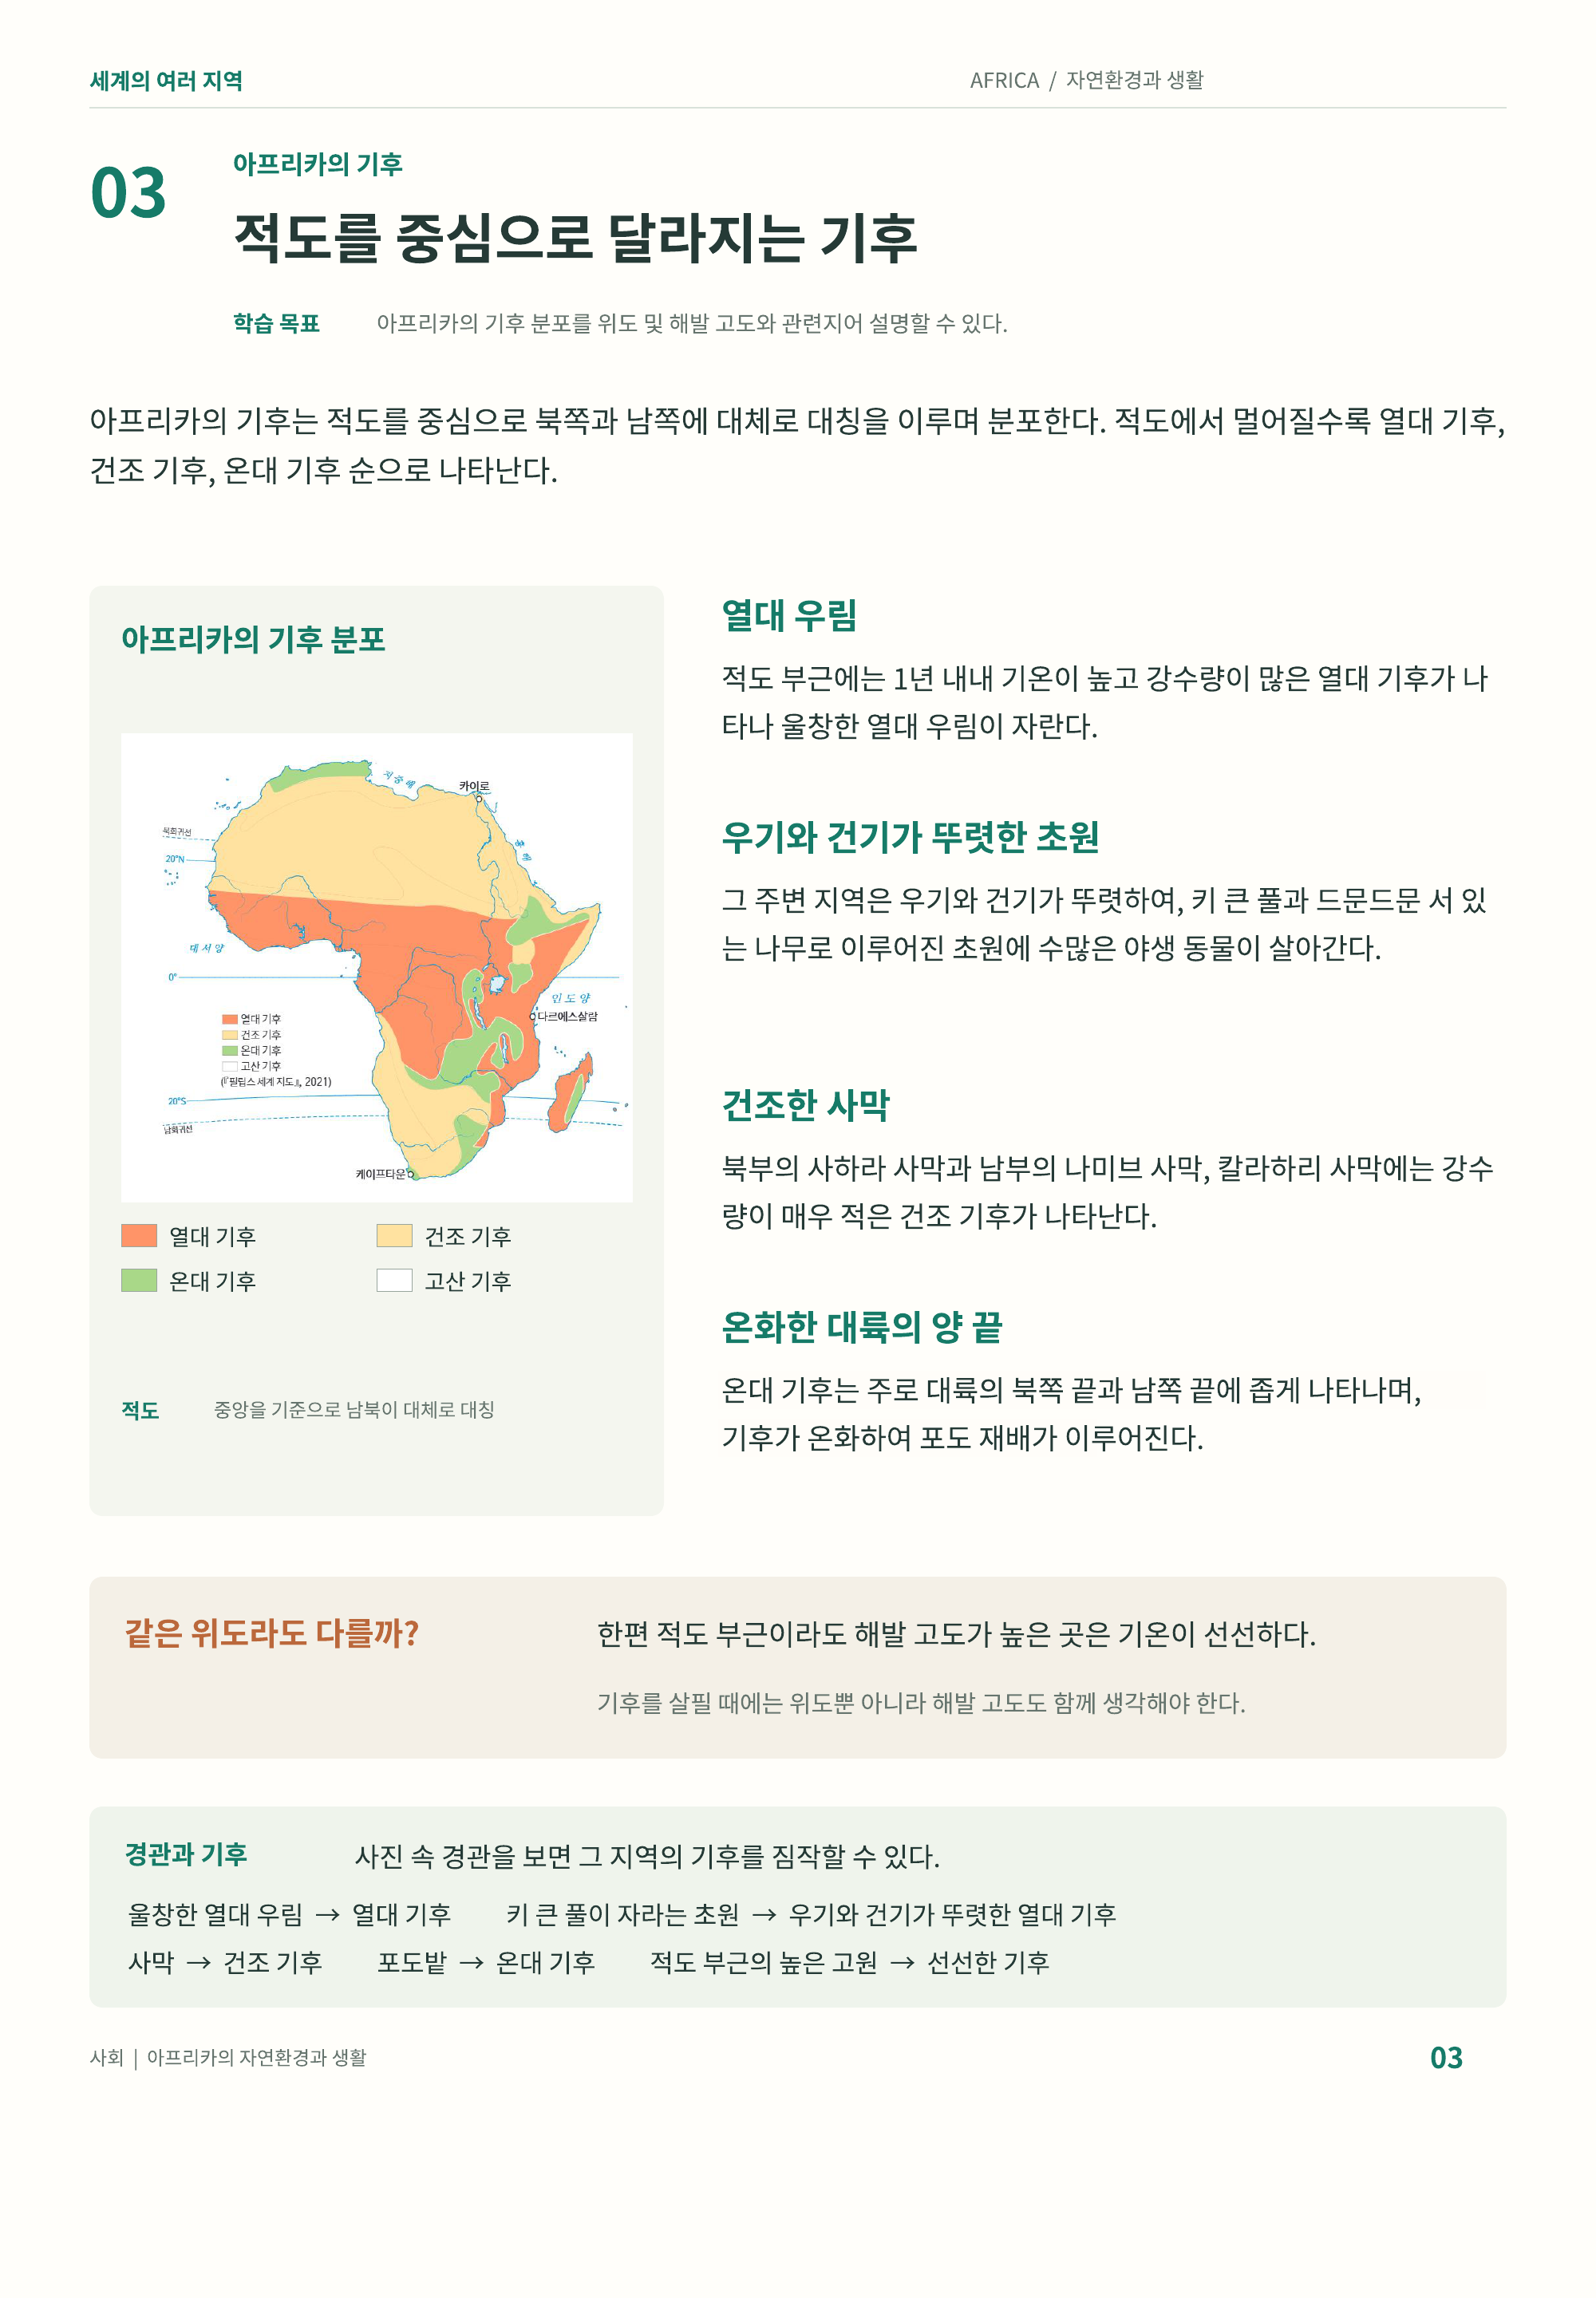 세계의 여러 지역
AFRICA / 자연환경과 생활
03
아프리카의 기후
적도를 중심으로 달라지는 기후
학습 목표 아프리카의 기후 분포를 위도 및 해발 고도와 관련지어 설명할 수 있다.
아프리카의 기후는 적도를 중심으로 북쪽과 남쪽에 대체로 대칭을 이루며 분포한다. 적도에서 멀어질수록 열대 기후,
건조 기후, 온대 기후 순으로 나타난다.
아프리카의 기후 분포
지중해
카이로
북회귀선
20°N
홍해
대서양
0°
인도양
다르에스살람
열대 기후
건조 기후
온대 기후
고산 기후
(『필립스 세계 지도』, 2021)
20°S
남회귀선
케이프타운
열대 기후 건조 기후
온대 기후 고산 기후
적도 중앙을 기준으로 남북이 대체로 대칭
열대 우림
적도 부근에는 1년 내내 기온이 높고 강수량이 많은 열대 기후가 나
타나 울창한 열대 우림이 자란다.
우기와 건기가 뚜렷한 초원
그 주변 지역은 우기와 건기가 뚜렷하여, 키 큰 풀과 드문드문 서 있
는 나무로 이루어진 초원에 수많은 야생 동물이 살아간다.
건조한 사막
북부의 사하라 사막과 남부의 나미브 사막, 칼라하리 사막에는 강수
량이 매우 적은 건조 기후가 나타난다.
온화한 대륙의 양 끝
온대 기후는 주로 대륙의 북쪽 끝과 남쪽 끝에 좁게 나타나며,
기후가 온화하여 포도 재배가 이루어진다.
같은 위도라도 다를까?
한편 적도 부근이라도 해발 고도가 높은 곳은 기온이 선선하다.
기후를 살필 때에는 위도뿐 아니라 해발 고도도 함께 생각해야 한다.
경관과 기후 사진 속 경관을 보면 그 지역의 기후를 짐작할 수 있다.
울창한 열대 우림 → 열대 기후 키 큰 풀이 자라는 초원 → 우기와 건기가 뚜렷한 열대 기후
사막 → 건조 기후 포도밭 → 온대 기후 적도 부근의 높은 고원 → 선선한 기후
사회 | 아프리카의 자연환경과 생활
03